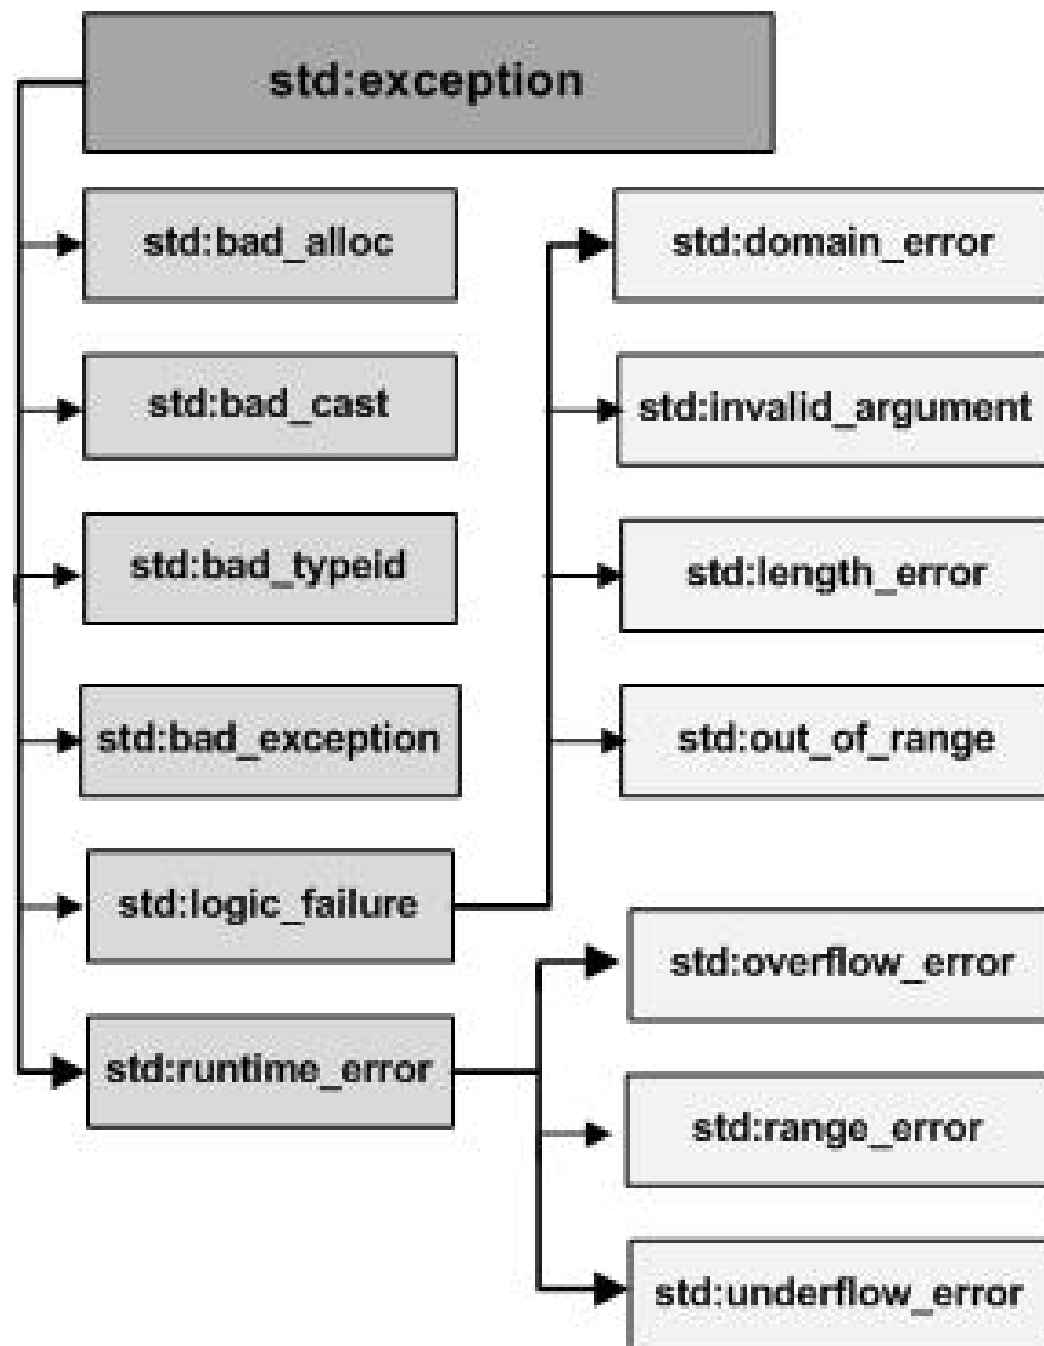 std:exception
std:bad_alloc
std:bad_cast
std:bad_typeid
std:bad_exception
std:logic_failure
std:runtime_error
std:domain_error
std:invalid_argument
std:length_error
std:out_of_range
std:overflow_error
std:range_error
std:underflow_error